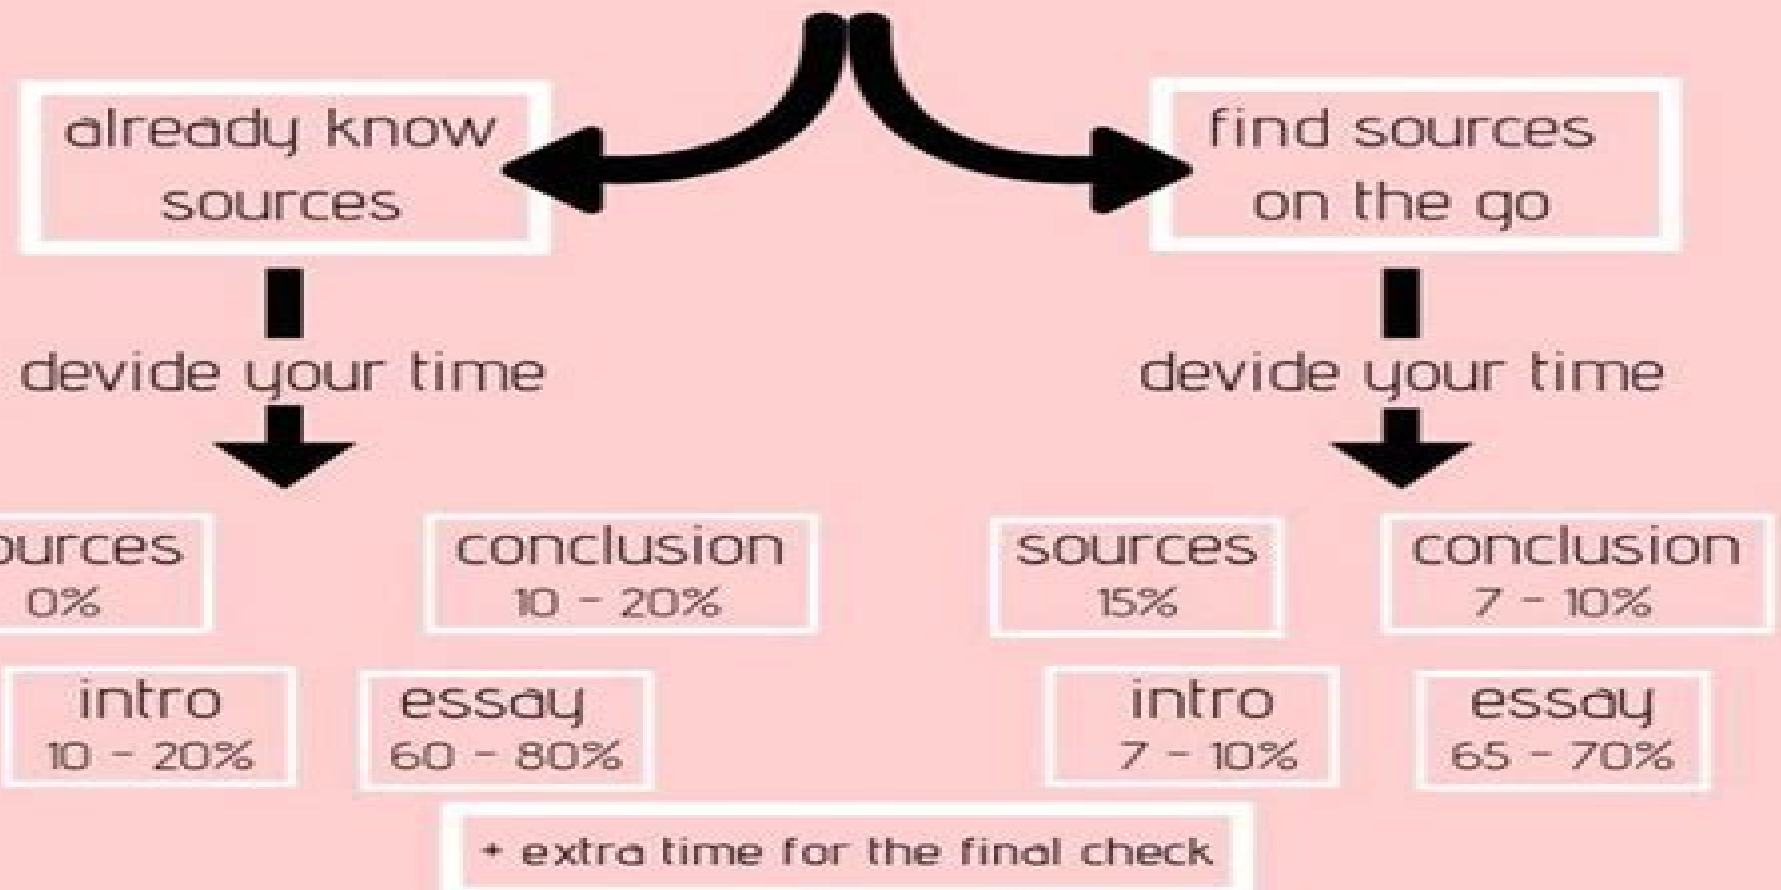 already know
sources
find sources
on the go
devide your time
devide your time
ources
0%
conclusion
10 - 20%
sources
15%
conclusion
7 - 10%
intro
10 - 20%
essay
60 - 80%
intro
7 - 10%
essay
65 - 70%
+ extra time for the final check